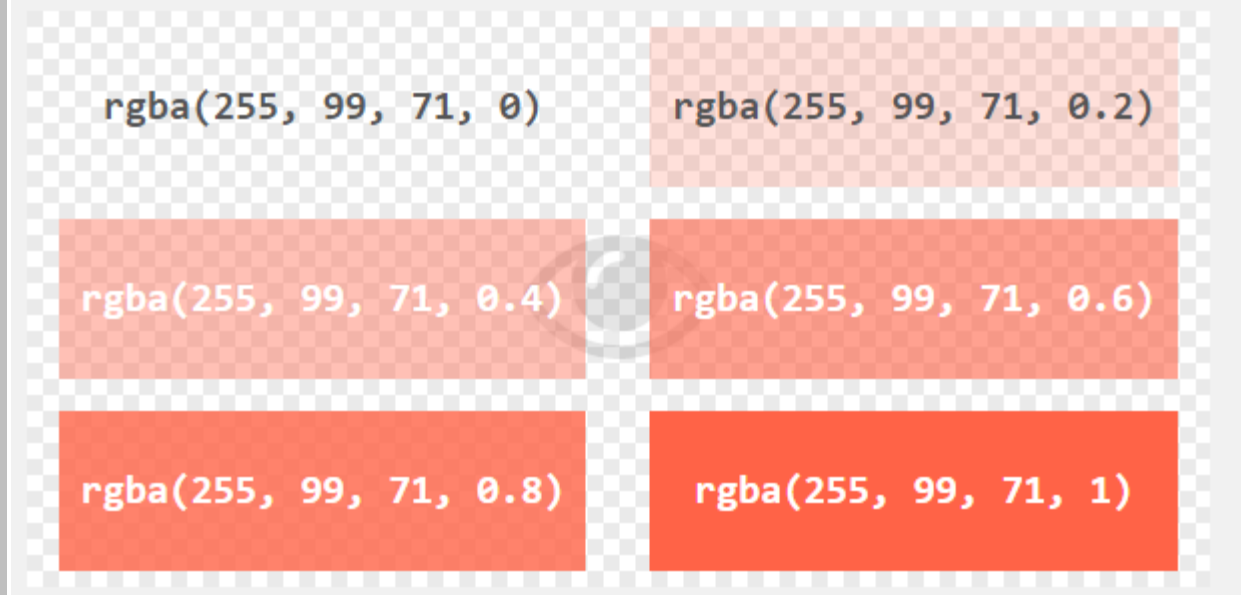 rgba(255, 99, 71, 0)
rgba(255, 99, 71, 0.2)
rgba(255, 99, 71, 0.4)
rgba(255, 99, 71, 0.6)
rgba(255, 99, 71, 0.8)
rgba(255, 99, 71, 1)